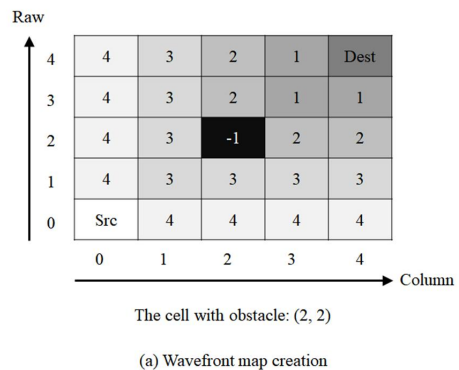 Raw
4 4 3 2 1 Dest
3 4 3 2 1 1
2 4 3 -1 2 2
1 4 3 3 3 3
0 Src 4 4 4 4
0 1 2 3 4
Column
The cell with obstacle: (2, 2)
(a) Wavefront map creation